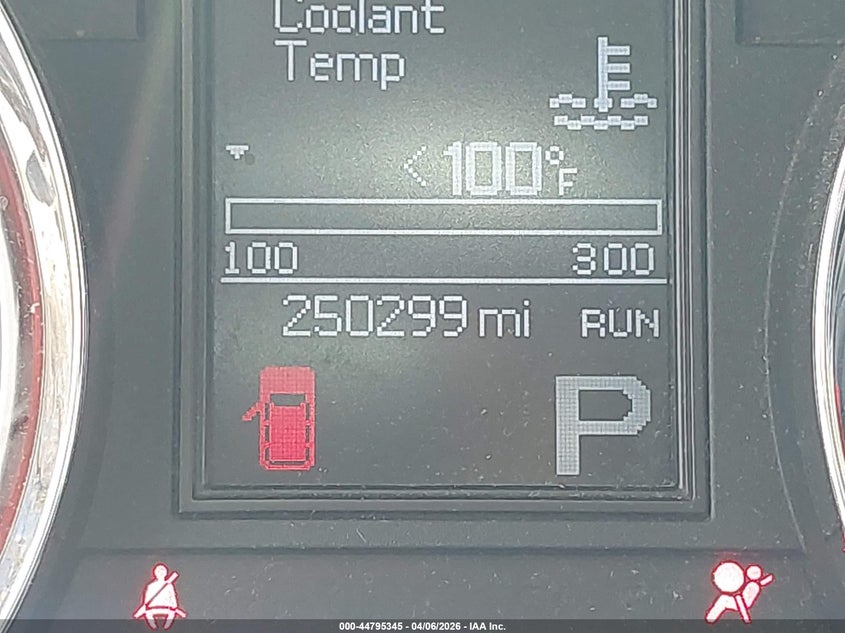 Coolant
Temp
<100°F
100 300
250299 mi RUN
P
000-44795345 - 04/06/2026 - IAA Inc.